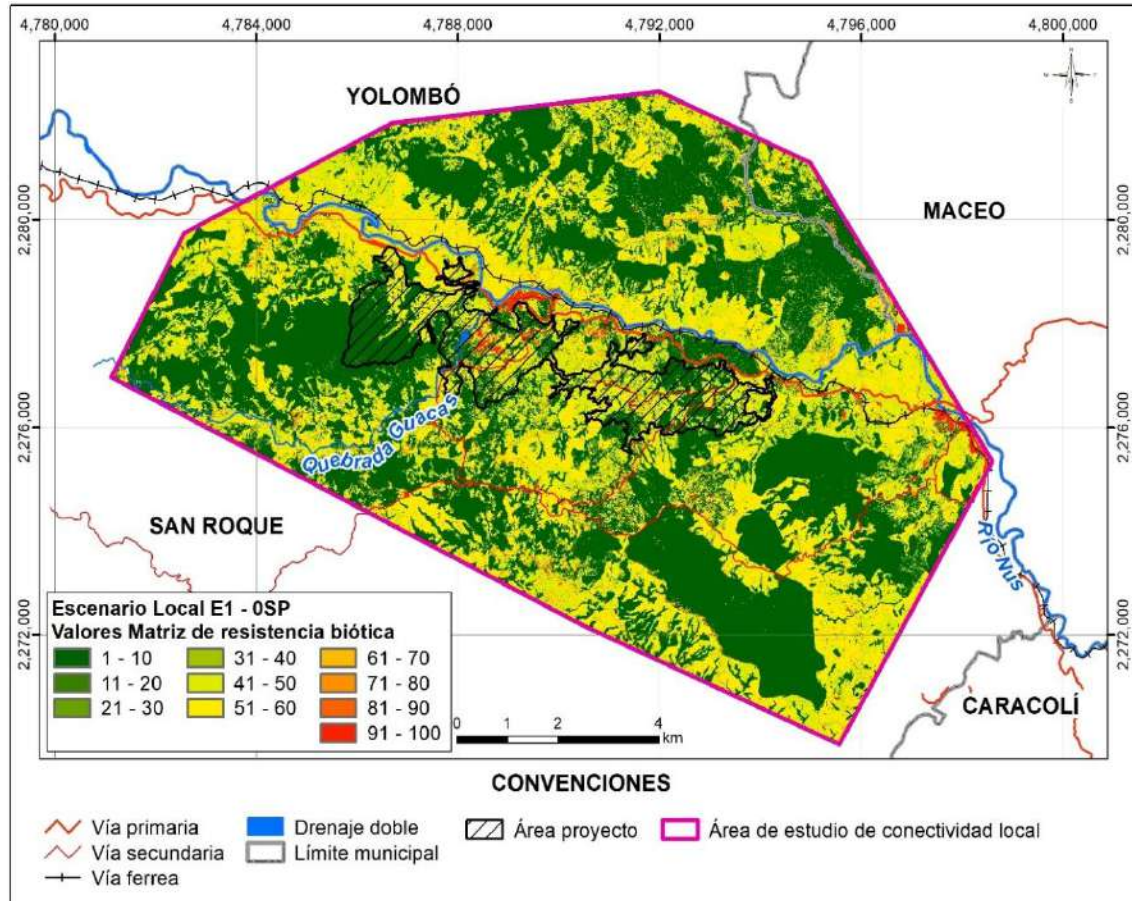 4,780,000 4,784,000 4,788,000 4,792,000 4,796,000 4,800,000
N
YOLOMBÓ
MACEO
2,280,000 2,280,000
2,276,000 2,276,000
Quebrada Guacas
SAN ROQUE
Río Nus
2,272,000 2,272,000
CARACOLÍ
Escenario Local E1 - 0SP
Valores Matriz de resistencia biótica
1 - 10 31 - 40 61 - 70
11 - 20 41 - 50 71 - 80
21 - 30 51 - 60 81 - 90
91 - 100
0 1 2 4
km
CONVENCIONES
Vía primaria Drenaje doble Área proyecto Área de estudio de conectividad local
Vía secundaria Límite municipal
Vía ferrea